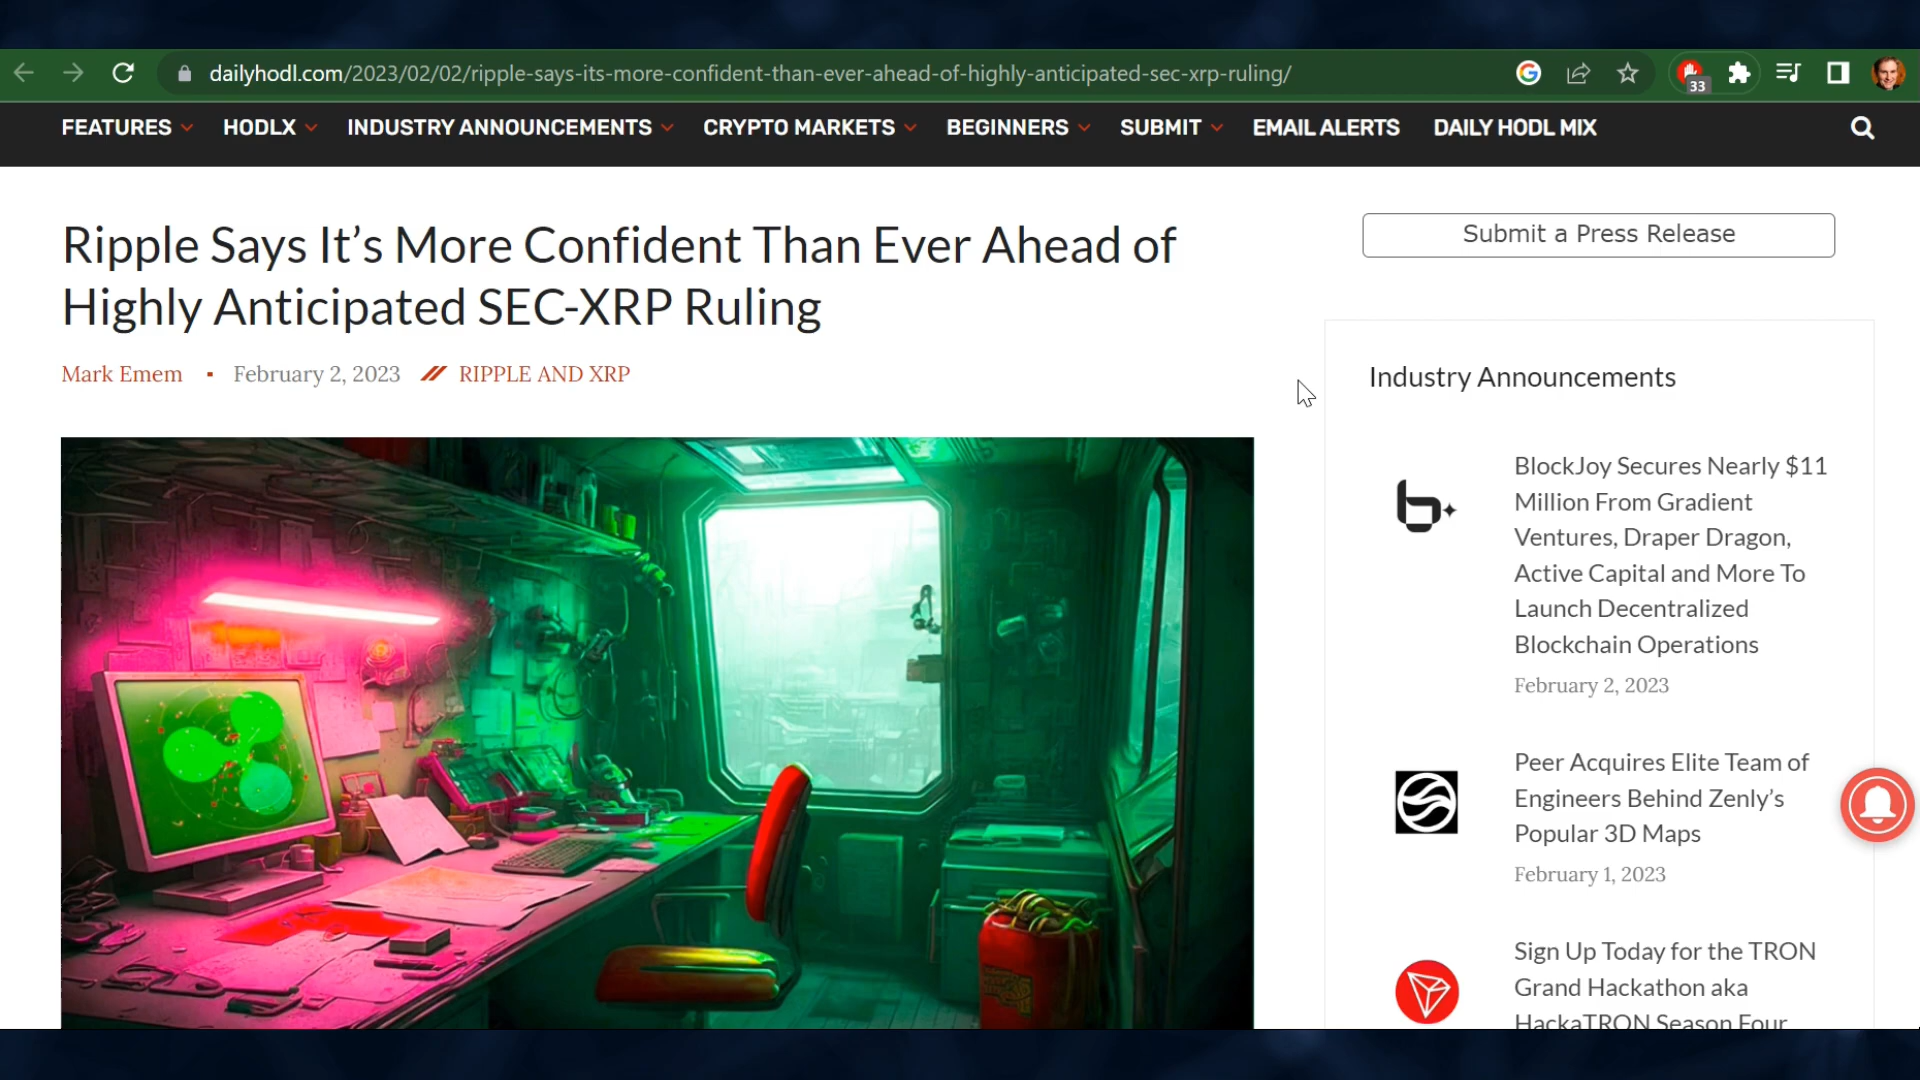 dailyhodl.com/2023/02/02/ripple-says-its-more-confident-than-ever-ahead-of-highly-anticipated-sec-xrp-ruling/
33
FEATURES HODLX INDUSTRY ANNOUNCEMENTS CRYPTO MARKETS BEGINNERS SUBMIT EMAIL ALERTS DAILY HODL MIX
Ripple Says It’s More Confident Than Ever Ahead of
Highly Anticipated SEC-XRP Ruling
Mark Emem ▪ February 2, 2023 RIPPLE AND XRP
Submit a Press Release
Industry Announcements
BlockJoy Secures Nearly $11
Million From Gradient
Ventures, Draper Dragon,
Active Capital and More To
Launch Decentralized
Blockchain Operations
February 2, 2023
Peer Acquires Elite Team of
Engineers Behind Zenly’s
Popular 3D Maps
February 1, 2023
Sign Up Today for the TRON
Grand Hackathon aka
HackaTRON Season Four